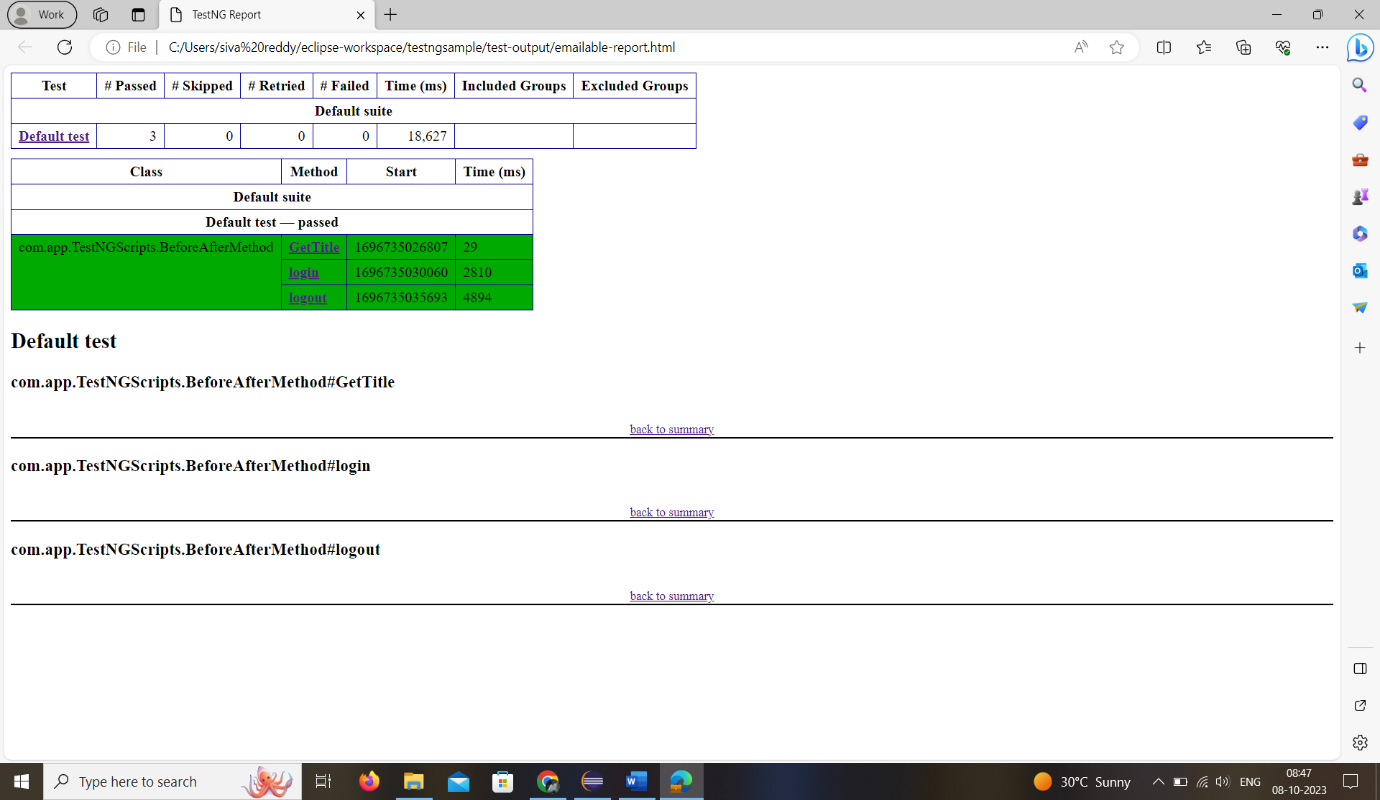 Work
TestNG Report
File
C:/Users/siva%20reddy/eclipse-workspace/testngsample/test-output/emailable-report.html
Test # Passed # Skipped # Retried # Failed Time (ms) Included Groups Excluded Groups
Default suite
Default test 3 0 0 0 18,627
Class Method Start Time (ms)
Default suite
Default test — passed
com.app.TestNGScripts.BeforeAfterMethod GetTitle 1696735026807 29
login 1696735030060 2810
logout 1696735035693 4894
Default test
com.app.TestNGScripts.BeforeAfterMethod#GetTitle
back to summary
com.app.TestNGScripts.BeforeAfterMethod#login
back to summary
com.app.TestNGScripts.BeforeAfterMethod#logout
back to summary
Type here to search
30°C Sunny
ENG
08:47
08-10-2023